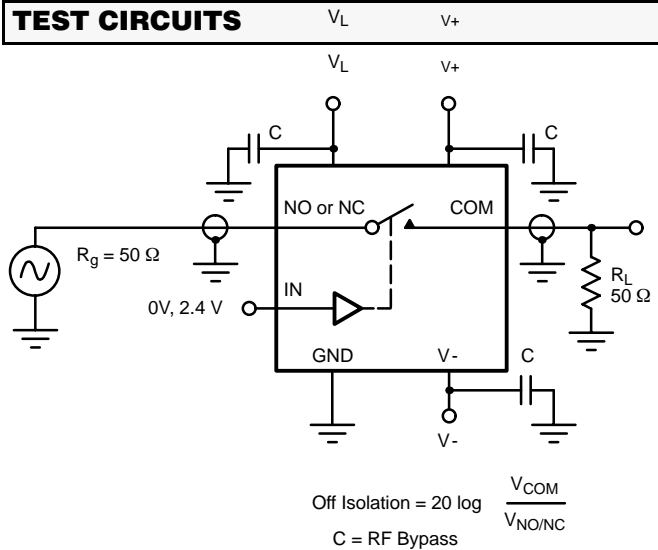 TEST CIRCUITS
VL V+
VL V+
C C
NO or NC COM
Rg = 50 Ω
RL
50 Ω
IN
0V, 2.4 V
GND V- C
V-
Off Isolation = 20 log VCOM
VNO/NC
C = RF Bypass